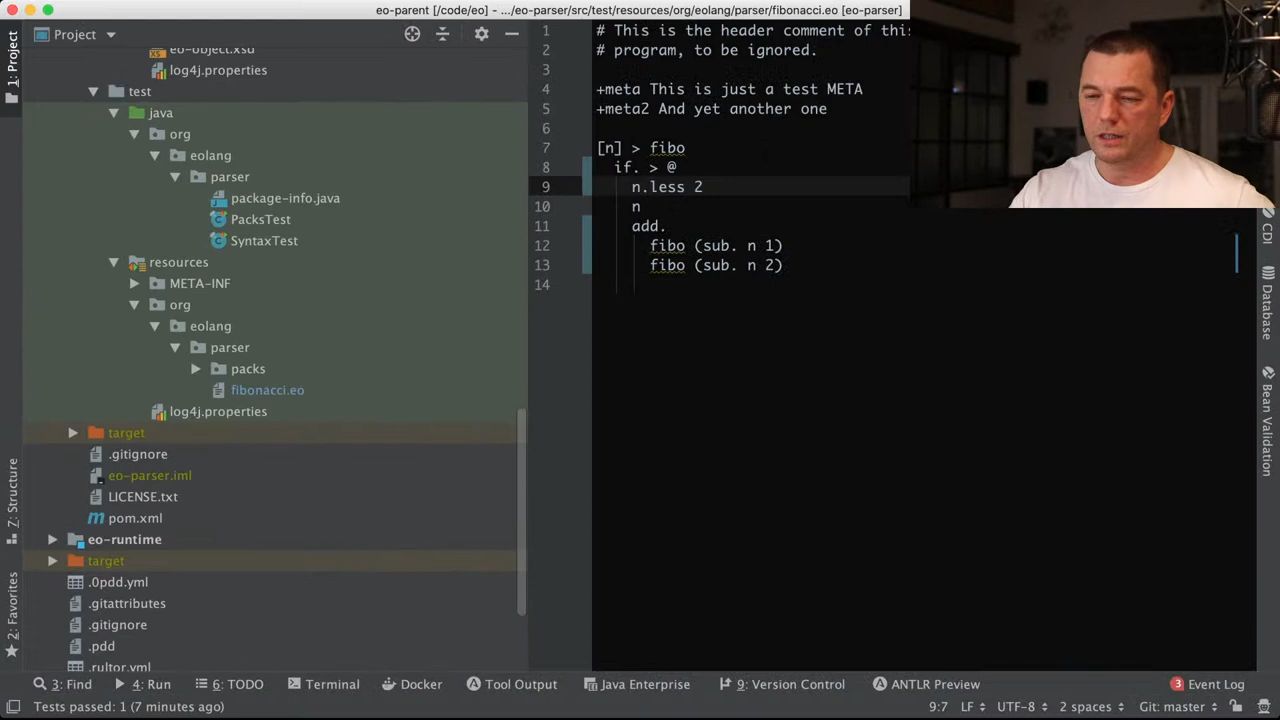 eo-parent [/code/eo] – .../eo-parser/src/test/resources/org/eolang/parser/fibonacci.eo [eo-parser]
Project
1: Project
7: Structure
2: Favorites
eo-object.xsd
log4j.properties
test
java
org
eolang
parser
package-info.java
PacksTest
SyntaxTest
resources
META-INF
org
eolang
parser
packs
fibonacci.eo
log4j.properties
target
.gitignore
eo-parser.iml
LICENSE.txt
pom.xml
eo-runtime
target
.0pdd.yml
.gitattributes
.gitignore
.pdd
.rultor.yml
1 # This is the header comment of this
2 # program, to be ignored.
3
4 +meta This is just a test META
5 +meta2 And yet another one
6
7 [n] > fibo
8 if. > @
9 n.less 2
10 n
11 add.
12 fibo (sub. n 1)
13 fibo (sub. n 2)
14
CDI
Database
Bean Validation
3: Find
4: Run
6: TODO
Terminal
Docker
Tool Output
Java Enterprise
9: Version Control
ANTLR Preview
3 Event Log
Tests passed: 1 (7 minutes ago)
9:7 LF UTF-8 2 spaces Git: master